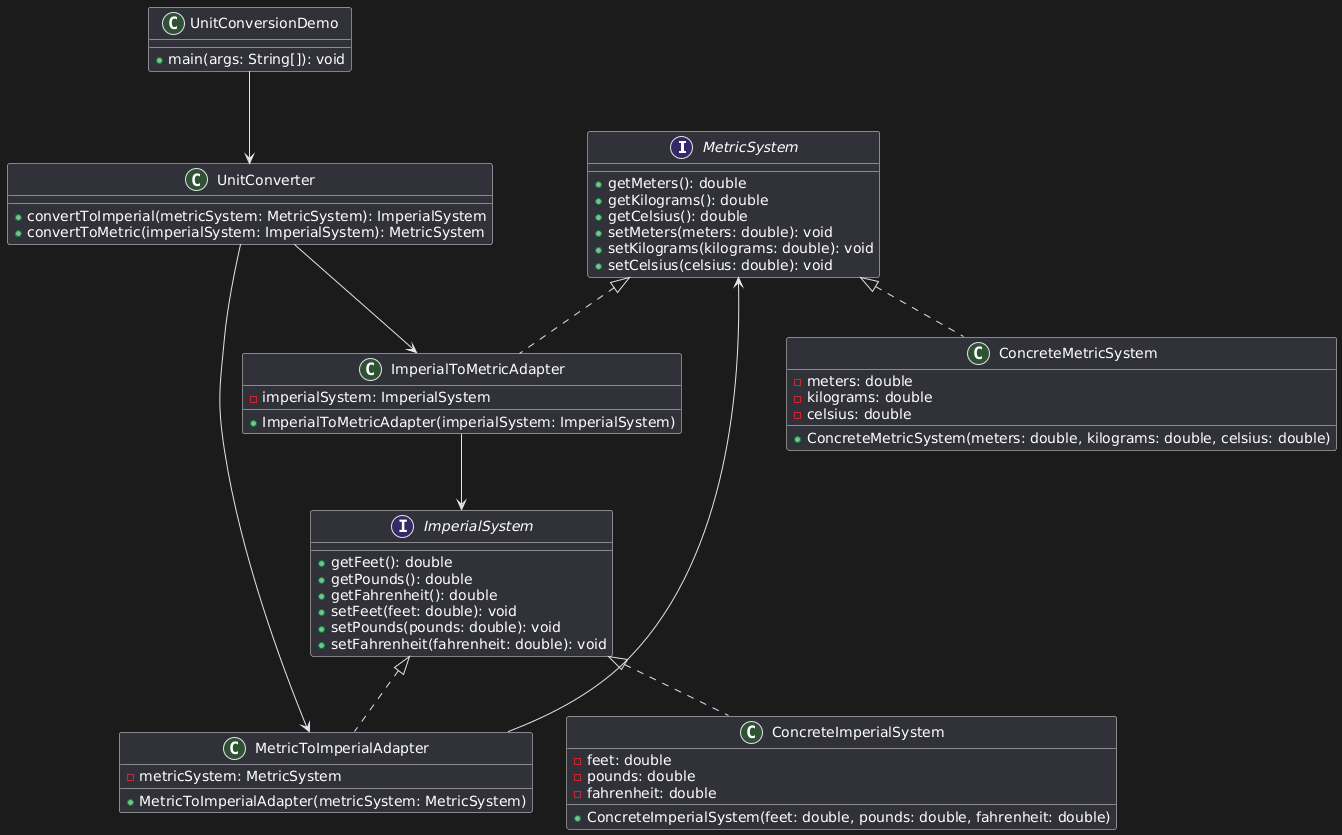 C UnitConversionDemo
main(args: String[]): void
C UnitConverter
convertToImperial(metricSystem: MetricSystem): ImperialSystem
convertToMetric(imperialSystem: ImperialSystem): MetricSystem
I MetricSystem
getMeters(): double
getKilograms(): double
getCelsius(): double
setMeters(meters: double): void
setKilograms(kilograms: double): void
setCelsius(celsius: double): void
C ImperialToMetricAdapter
imperialSystem: ImperialSystem
ImperialToMetricAdapter(imperialSystem: ImperialSystem)
C ConcreteMetricSystem
meters: double
kilograms: double
celsius: double
ConcreteMetricSystem(meters: double, kilograms: double, celsius: double)
I ImperialSystem
getFeet(): double
getPounds(): double
getFahrenheit(): double
setFeet(feet: double): void
setPounds(pounds: double): void
setFahrenheit(fahrenheit: double): void
C MetricToImperialAdapter
metricSystem: MetricSystem
MetricToImperialAdapter(metricSystem: MetricSystem)
C ConcreteImperialSystem
feet: double
pounds: double
fahrenheit: double
ConcreteImperialSystem(feet: double, pounds: double, fahrenheit: double)